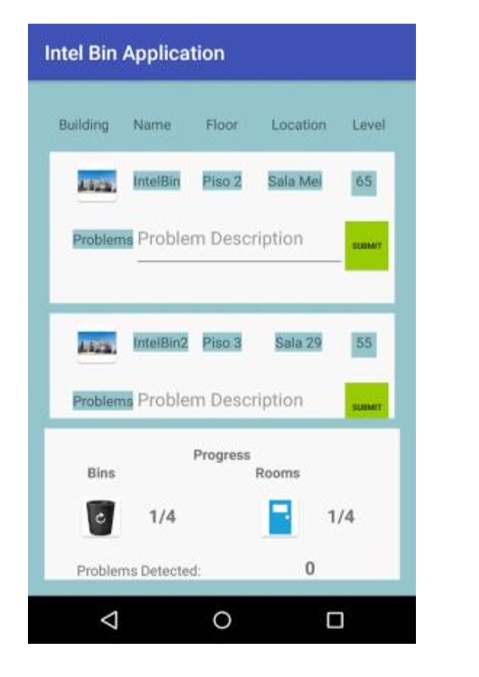 Intel Bin Application
Building Name Floor Location Level
IntelBin Piso 2 Sala Mei 65
Problems Problem Description SUBMIT
IntelBin2 Piso 3 Sala 29 55
Problems Problem Description SUBMIT
Progress
Bins Rooms
1/4 1/4
Problems Detected: 0